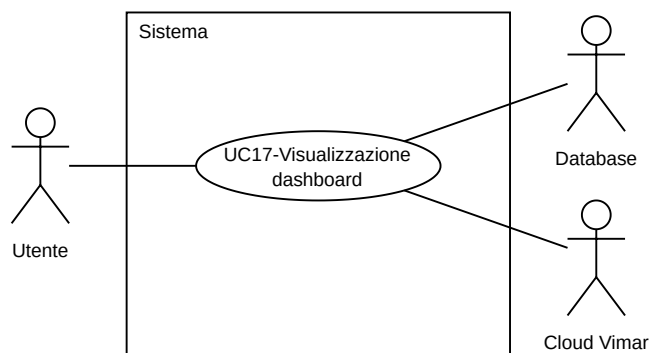 Sistema
UC17-Visualizzazione
dashboard
Utente
Database
Cloud Vimar